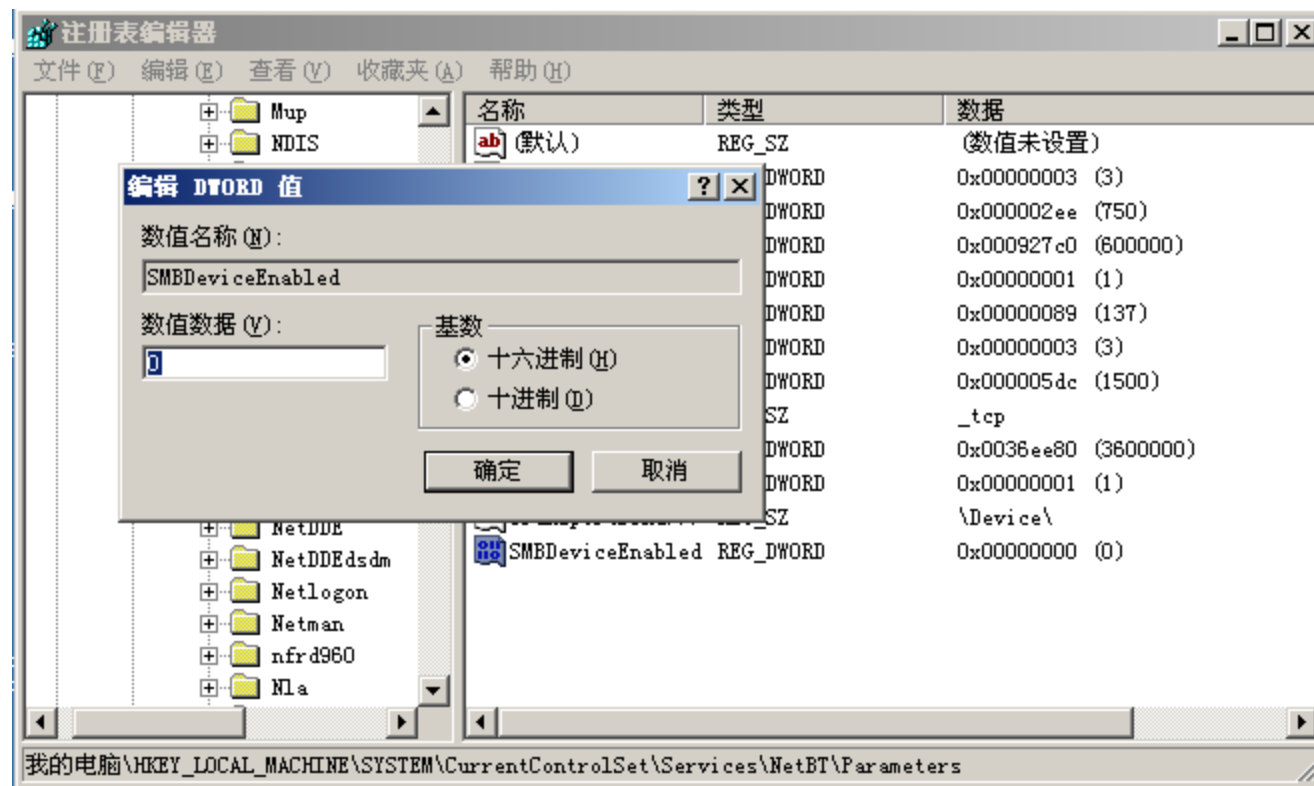 注册表编辑器
文件(F) 编辑(E) 查看(V) 收藏夹(A) 帮助(H)
名称 类型 数据
Mup
NDIS
(默认) REG_SZ (数值未设置)
编辑 DWORD 值
DWORD 0x00000003 (3)
DWORD 0x000002ee (750)
数值名称(N):
DWORD 0x000927c0 (600000)
SMBDeviceEnabled
DWORD 0x00000001 (1)
数值数据(V):
基数
DWORD 0x00000089 (137)
0
十六进制(H)
DWORD 0x00000003 (3)
十进制(D)
DWORD 0x000005dc (1500)
SZ _tcp
确定 取消
DWORD 0x0036ee80 (3600000)
DWORD 0x00000001 (1)
SZ \Device\
NetDDE
SMBDeviceEnabled REG_DWORD 0x00000000 (0)
NetDDEdsdm
Netlogon
Netman
nfrd960
Nla
我的电脑\HKEY_LOCAL_MACHINE\SYSTEM\CurrentControlSet\Services\NetBT\Parameters